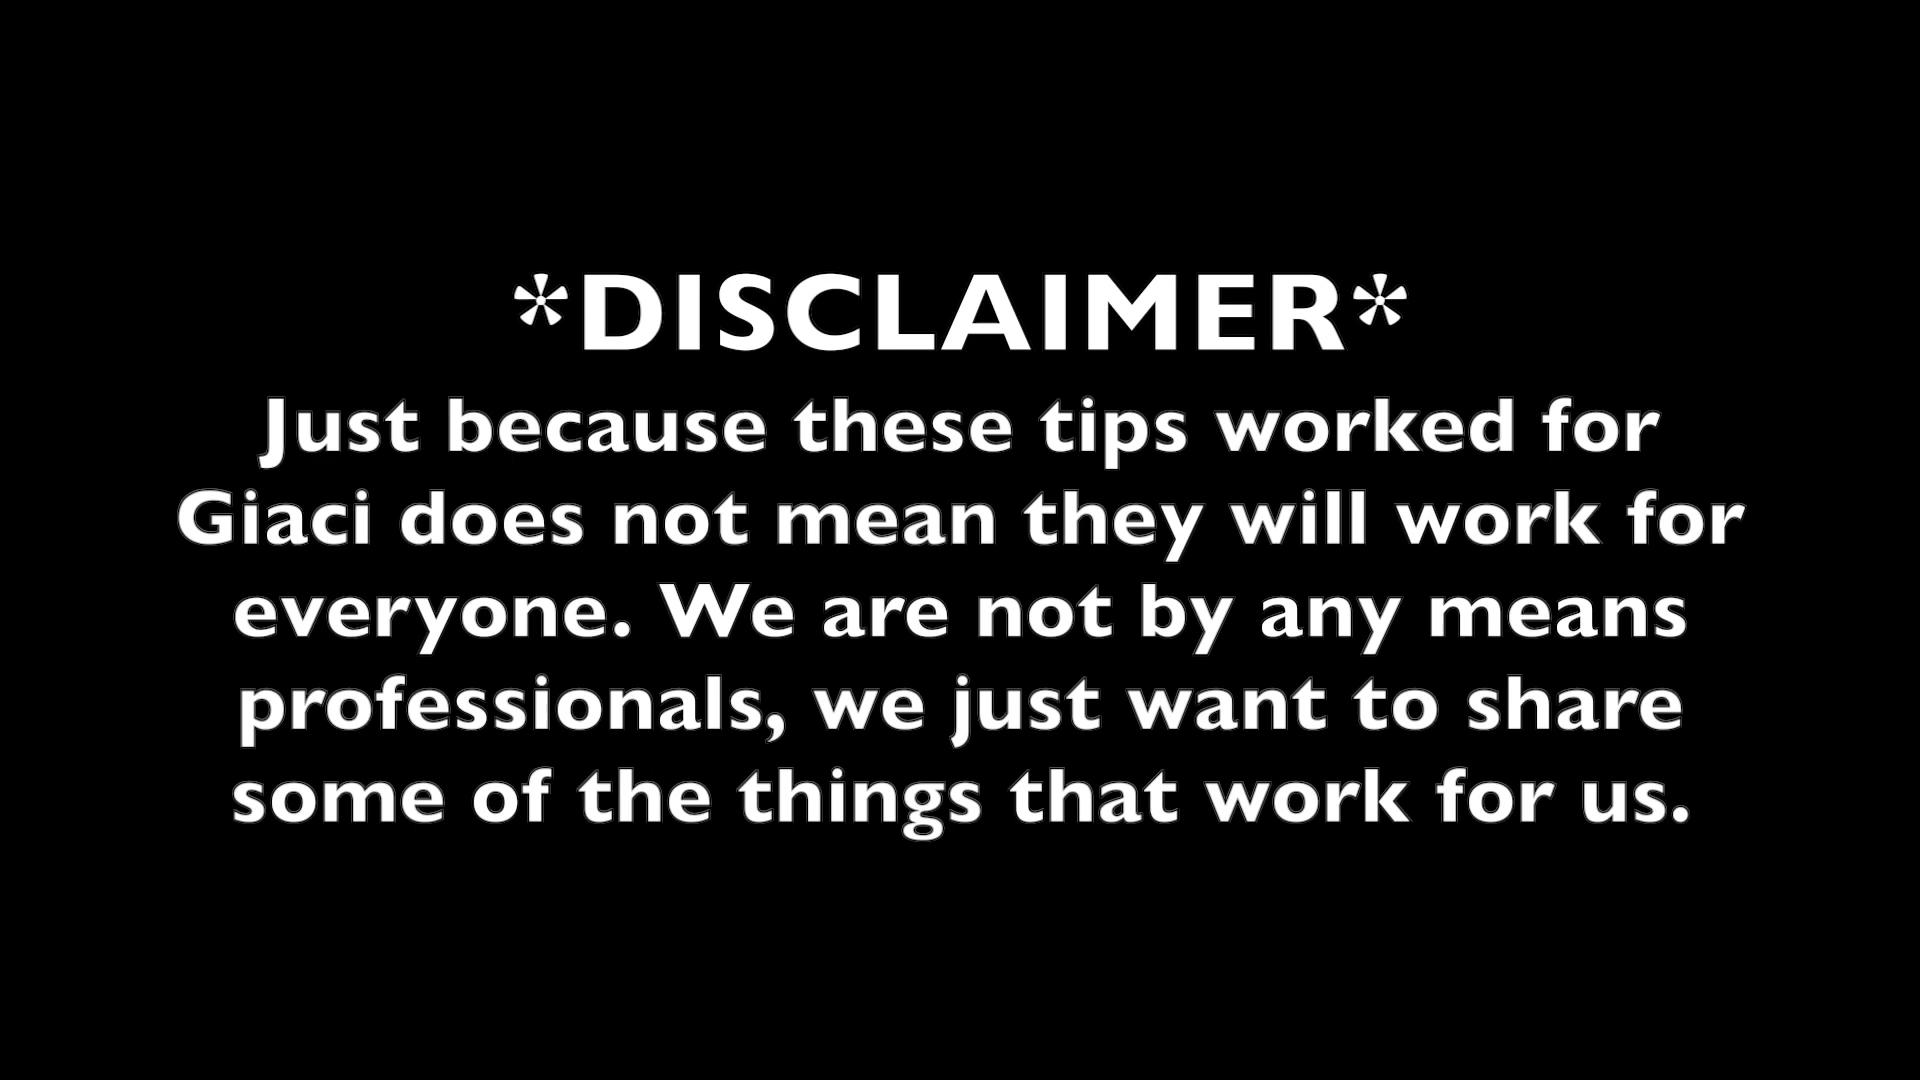 *DISCLAIMER*
Just because these tips worked for
Giaci does not mean they will work for
everyone. We are not by any means
professionals, we just want to share
some of the things that work for us.